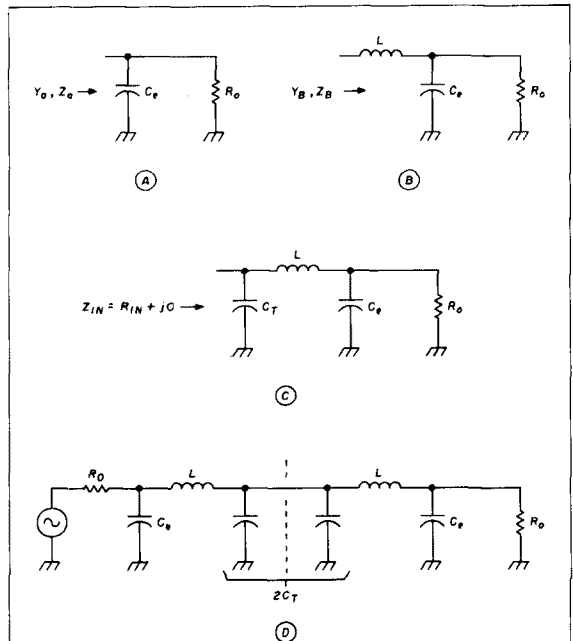 Ya, Za → Ce Ro
A
L
YB, ZB → Ce Ro
B
L
ZIN = RIN + j0 → CT Ce Ro
C
RO L L
Ce Ce Ro
2CT
D